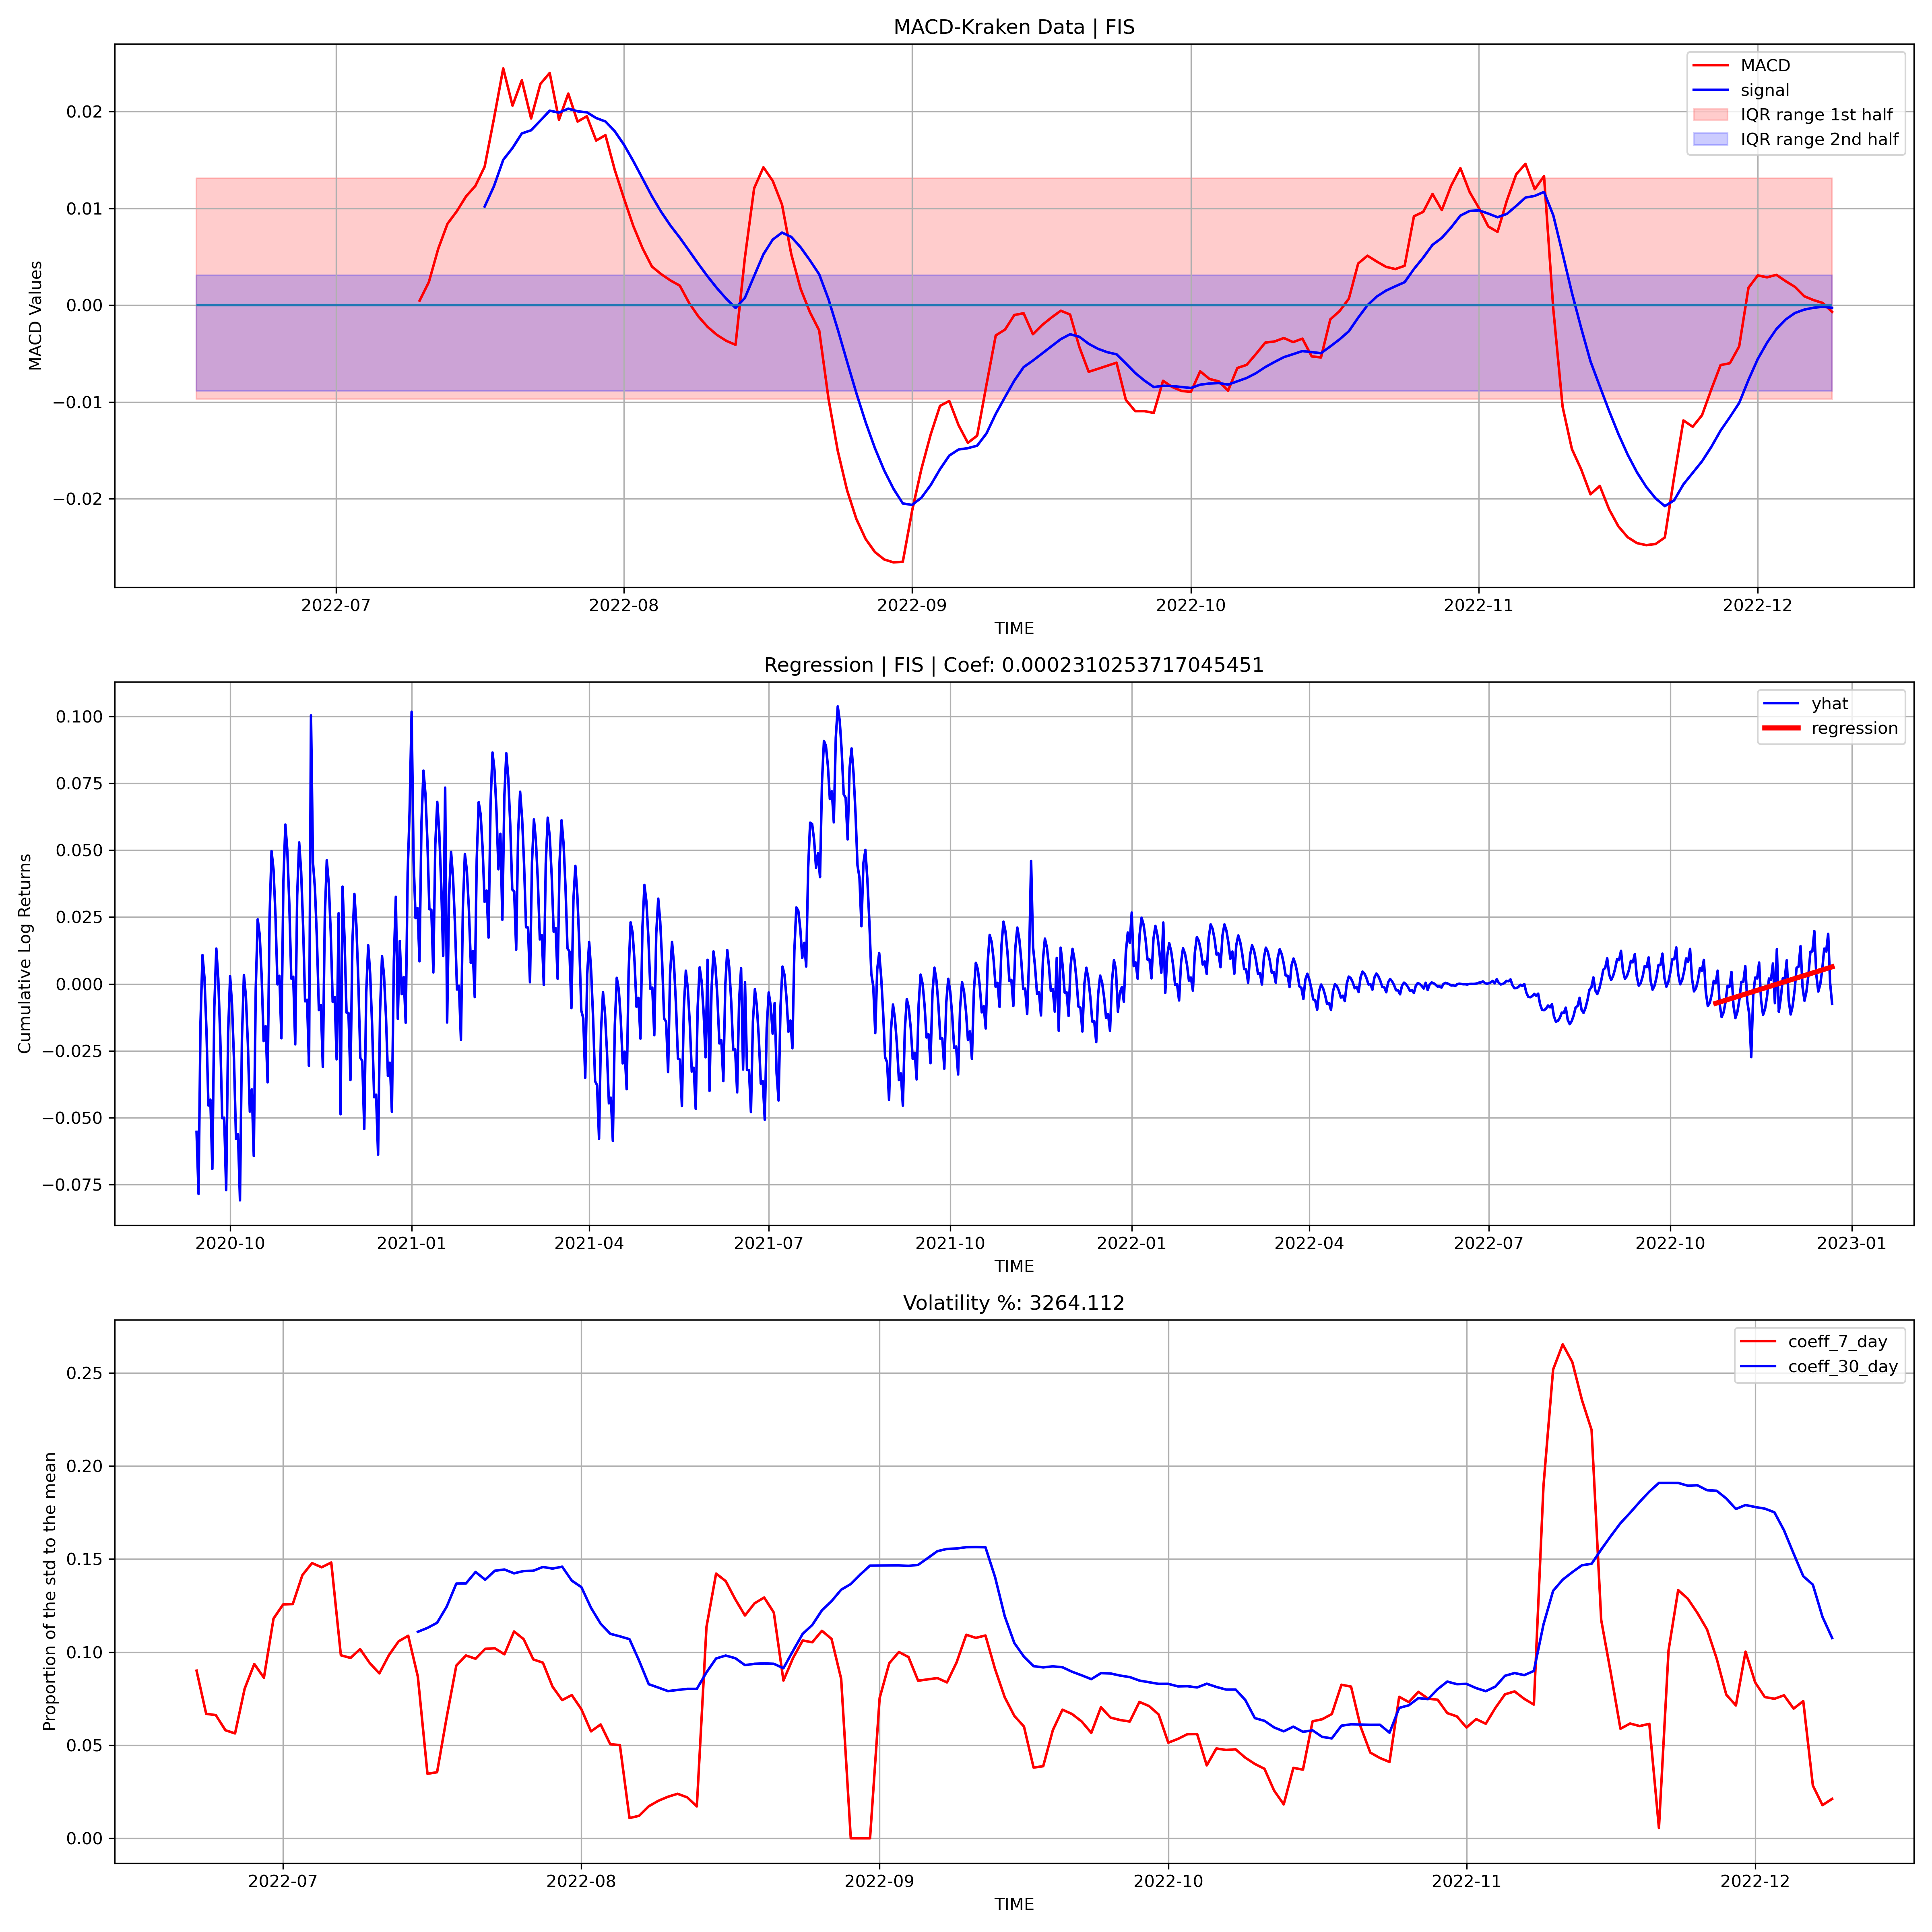 MACD-Kraken Data | FIS
MACD
signal
IQR range 1st half
IQR range 2nd half
MACD Values
0.02
0.01
0.00
−0.01
−0.02
2022-07 2022-08 2022-09 2022-10 2022-11 2022-12
TIME
Regression | FIS | Coef: 0.0002310253717045451
yhat
regression
Cumulative Log Returns
0.100
0.075
0.050
0.025
0.000
−0.025
−0.050
−0.075
2020-10 2021-01 2021-04 2021-07 2021-10 2022-01 2022-04 2022-07 2022-10 2023-01
TIME
Volatility %: 3264.112
coeff_7_day
coeff_30_day
Proportion of the std to the mean
0.25
0.20
0.15
0.10
0.05
0.00
2022-07 2022-08 2022-09 2022-10 2022-11 2022-12
TIME